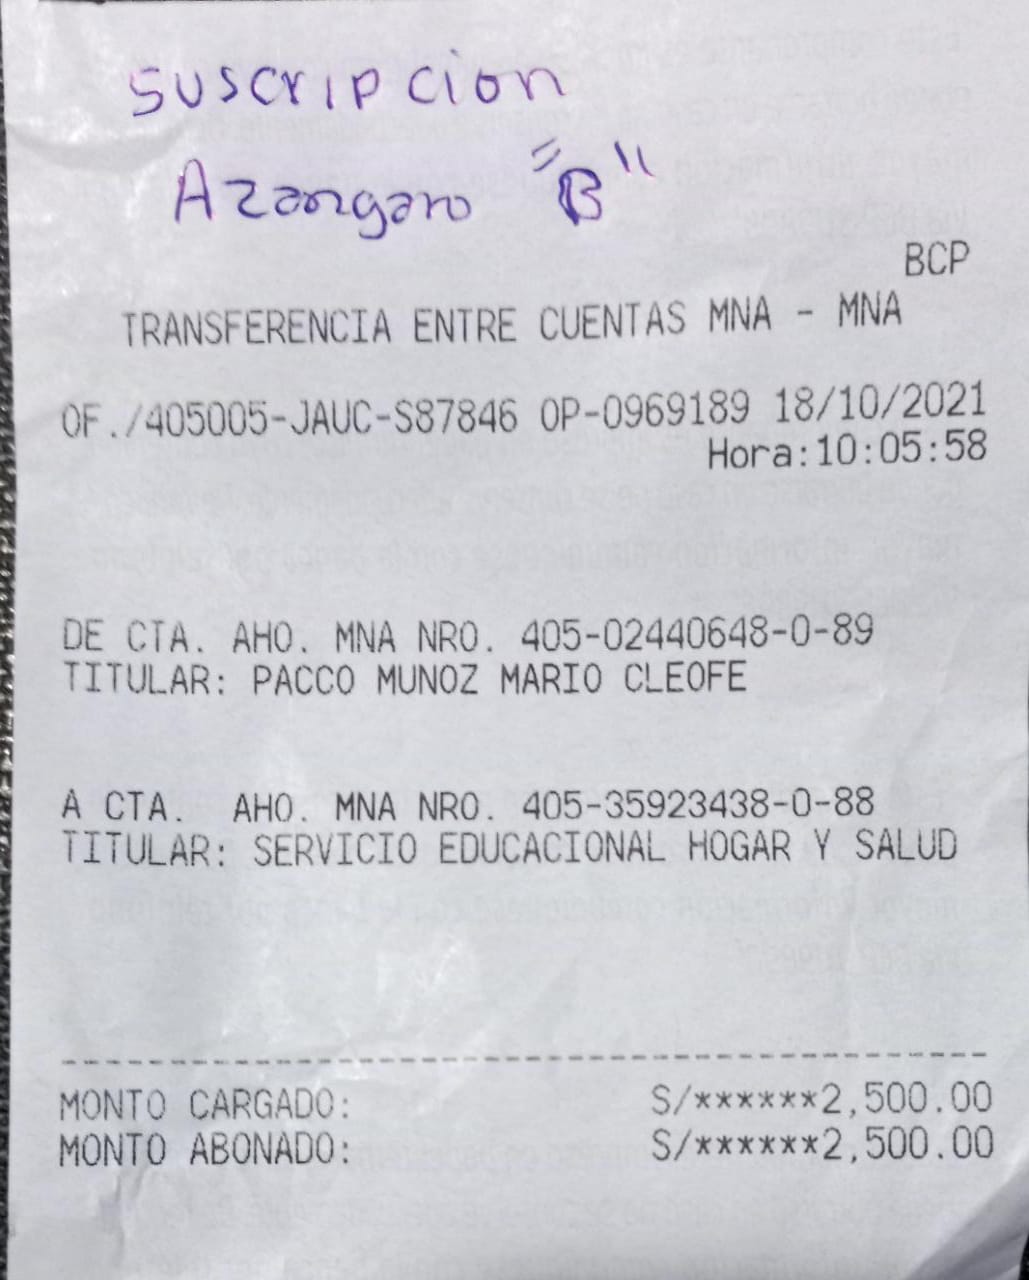 suscripcion
Azangaro "B"
BCP
TRANSFERENCIA ENTRE CUENTAS MNA - MNA
OF./405005-JAUC-S87846 OP-0969189 18/10/2021
Hora:10:05:58
DE CTA. AHO. MNA NRO. 405-02440648-0-89
TITULAR: PACCO MUNOZ MARIO CLEOFE
A CTA. AHO. MNA NRO. 405-35923438-0-88
TITULAR: SERVICIO EDUCACIONAL HOGAR Y SALUD
MONTO CARGADO: S/******2,500.00
MONTO ABONADO: S/******2,500.00